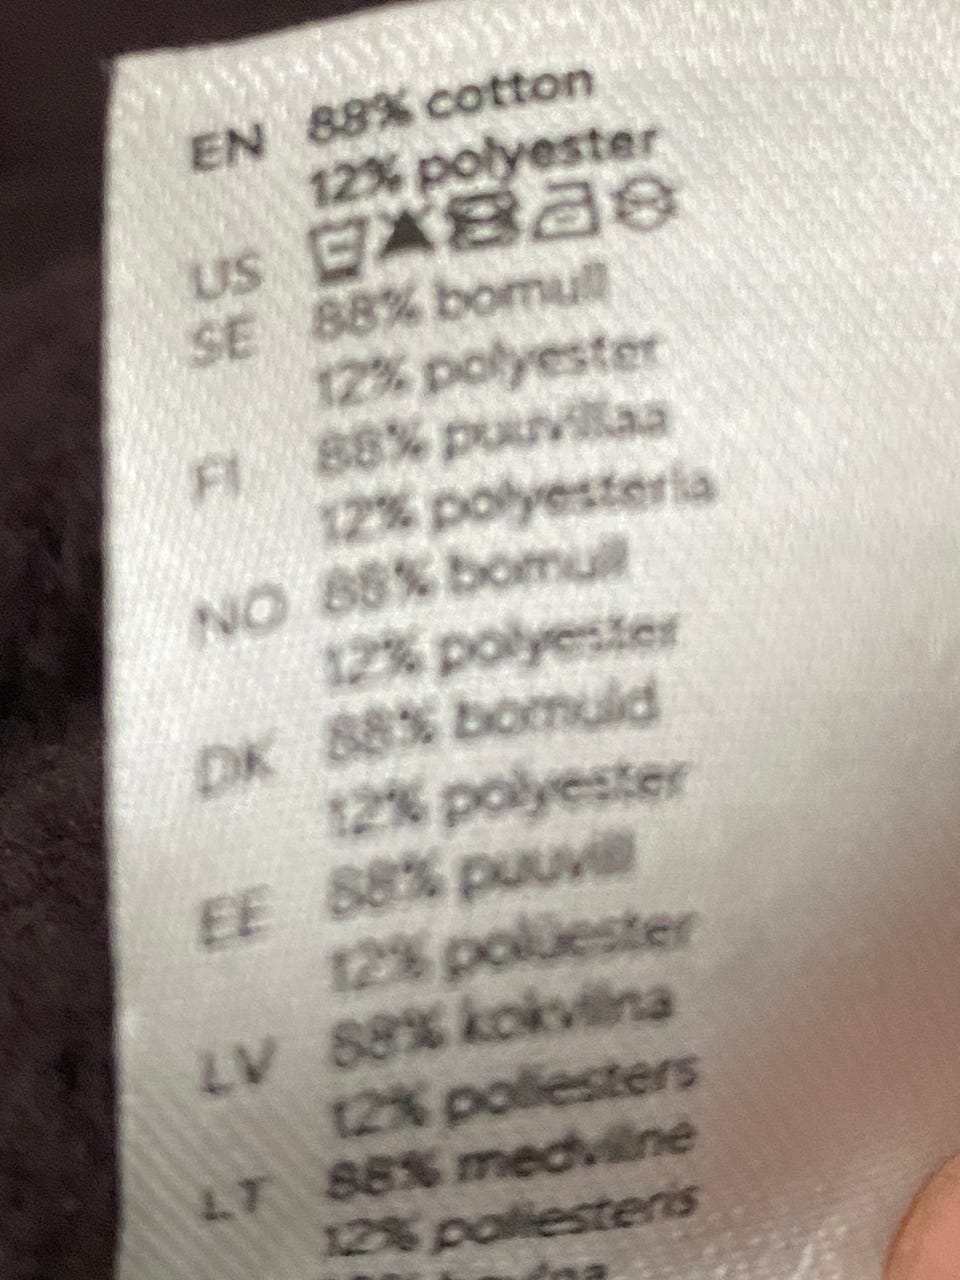 EN 88% cotton
12% polyester
US
SE 88% bomull
12% polyester
FI 88% puuvillaa
12% polyesteria
NO 88% bomull
12% polyester
DK 88% bomuld
12% polyester
EE 88% puuvill
12% polüester
LV 88% kokvilna
12% poliesters
LT 88% medvilnė
12% poliesteris